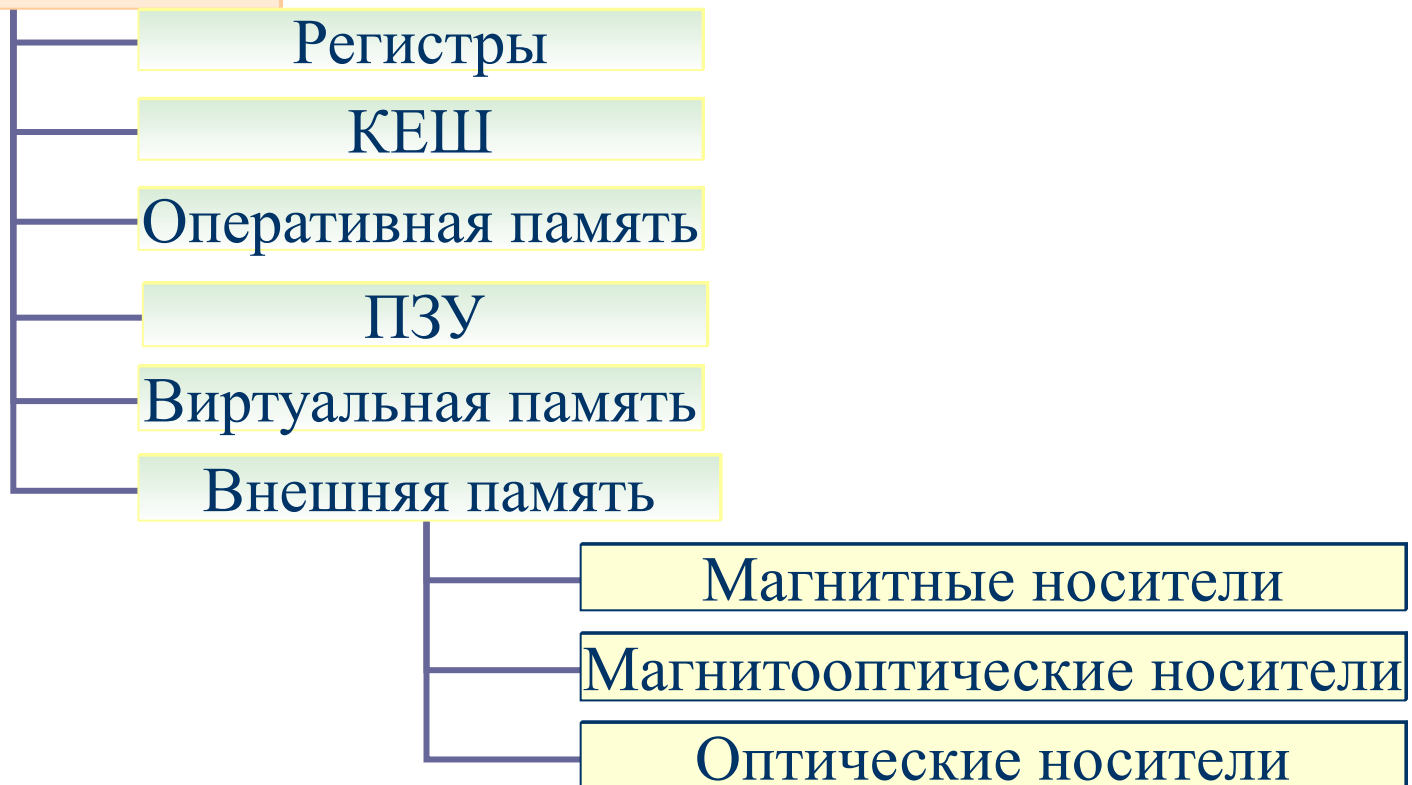 Регистры
КЕШ
Оперативная память
ПЗУ
Виртуальная память
Внешняя память
Магнитные носители
Магнитооптические носители
Оптические носители